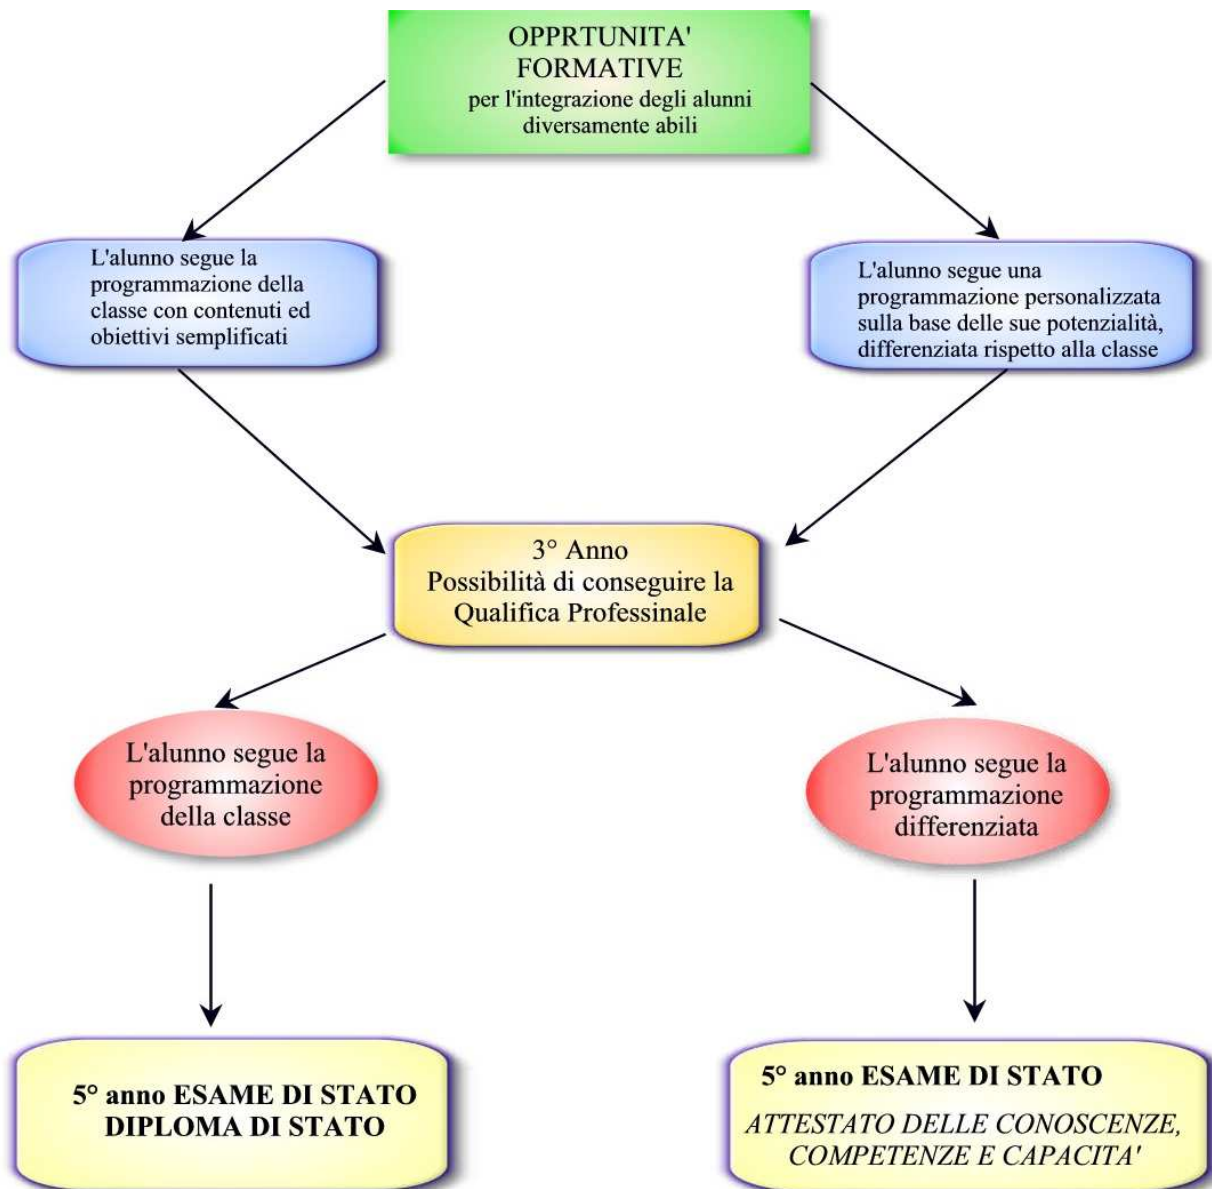 OPPRTUNITA'
FORMATIVE
per l'integrazione degli alunni
diversamente abili
L'alunno segue la
programmazione della
classe con contenuti ed
obiettivi semplificati
L'alunno segue una
programmazione personalizzata
sulla base delle sue potenzialità,
differenziata rispetto alla classe
3° Anno
Possibilità di conseguire la
Qualifica Professinale
L'alunno segue la
programmazione
della classe
L'alunno segue la
programmazione
differenziata
5° anno ESAME DI STATO
DIPLOMA DI STATO
5° anno ESAME DI STATO
ATTESTATO DELLE CONOSCENZE,
COMPETENZE E CAPACITA'